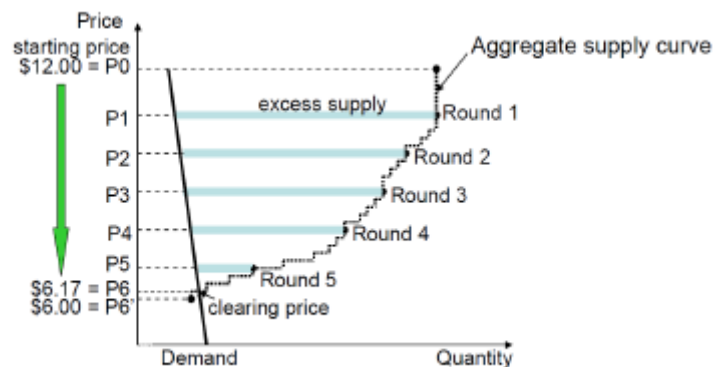 Price
starting price
$12.00 = P0
Aggregate supply curve
excess supply
P1
Round 1
P2
Round 2
P3
Round 3
P4
Round 4
P5
Round 5
$6.17 = P6
$6.00 = P6'
clearing price
Demand
Quantity